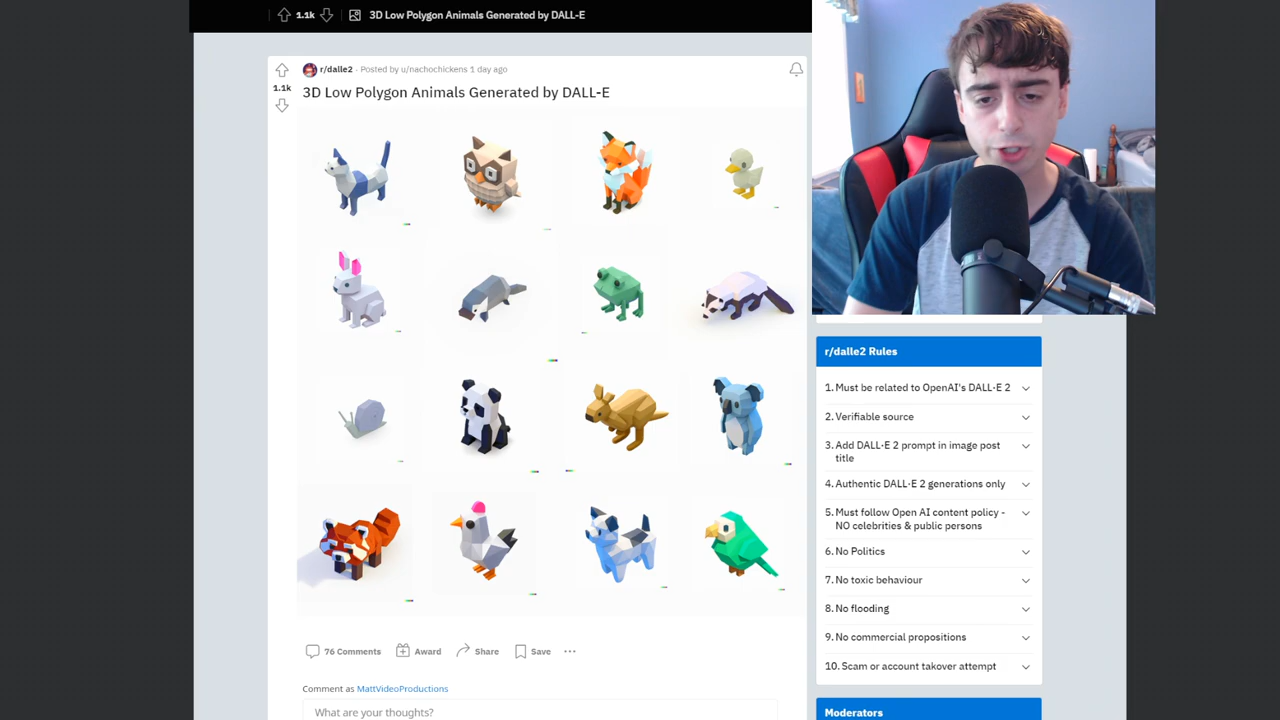 1.1k 3D Low Polygon Animals Generated by DALL-E
r/dalle2 · Posted by u/nachochickens 1 day ago
1.1k
3D Low Polygon Animals Generated by DALL-E
76 Comments Award Share Save
Comment as MattVideoProductions
What are your thoughts?
r/dalle2 Rules
1. Must be related to OpenAI's DALL·E 2
2. Verifiable source
3. Add DALL·E 2 prompt in image post
title
4. Authentic DALL·E 2 generations only
5. Must follow Open AI content policy -
NO celebrities & public persons
6. No Politics
7. No toxic behaviour
8. No flooding
9. No commercial propositions
10. Scam or account takover attempt
Moderators